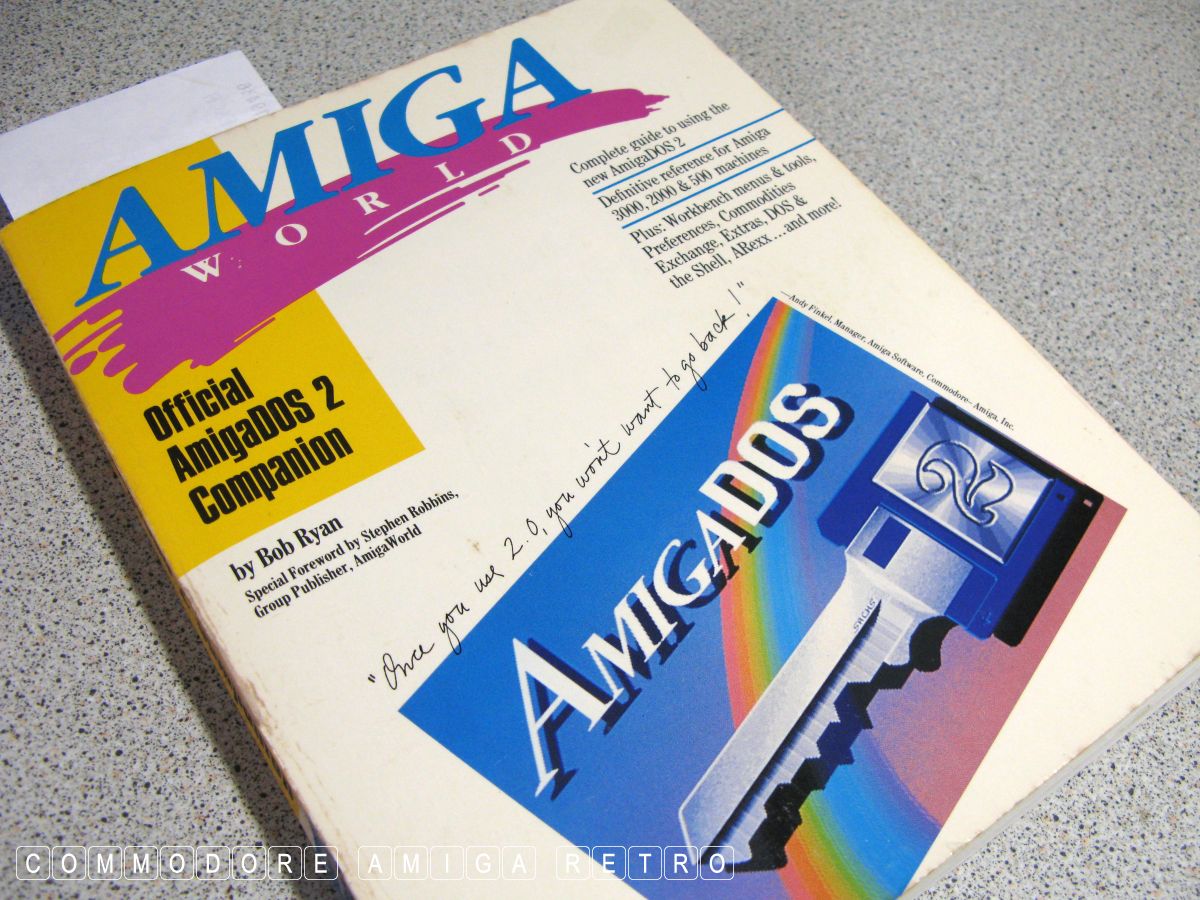 AMIGA
WORLD
Complete guide to using the
new AmigaDOS 2
Definitive reference for Amiga
3000, 2000 & 500 machines
Plus: Workbench menus & tools,
Preferences, Commodities
Exchange, Extras, DOS &
the Shell, ARexx...and more!
Official
AmigaDOS 2
Companion
by Bob Ryan
Special Foreword by Stephen Robbins,
Group Publisher, AmigaWorld
"Once you use 2.0, you won't want to go back!"
—Andy Finkel, Manager, Amiga Software, Commodore-Amiga, Inc.
AMIGADOS
2
SACHS
COMMODORE AMIGA RETRO